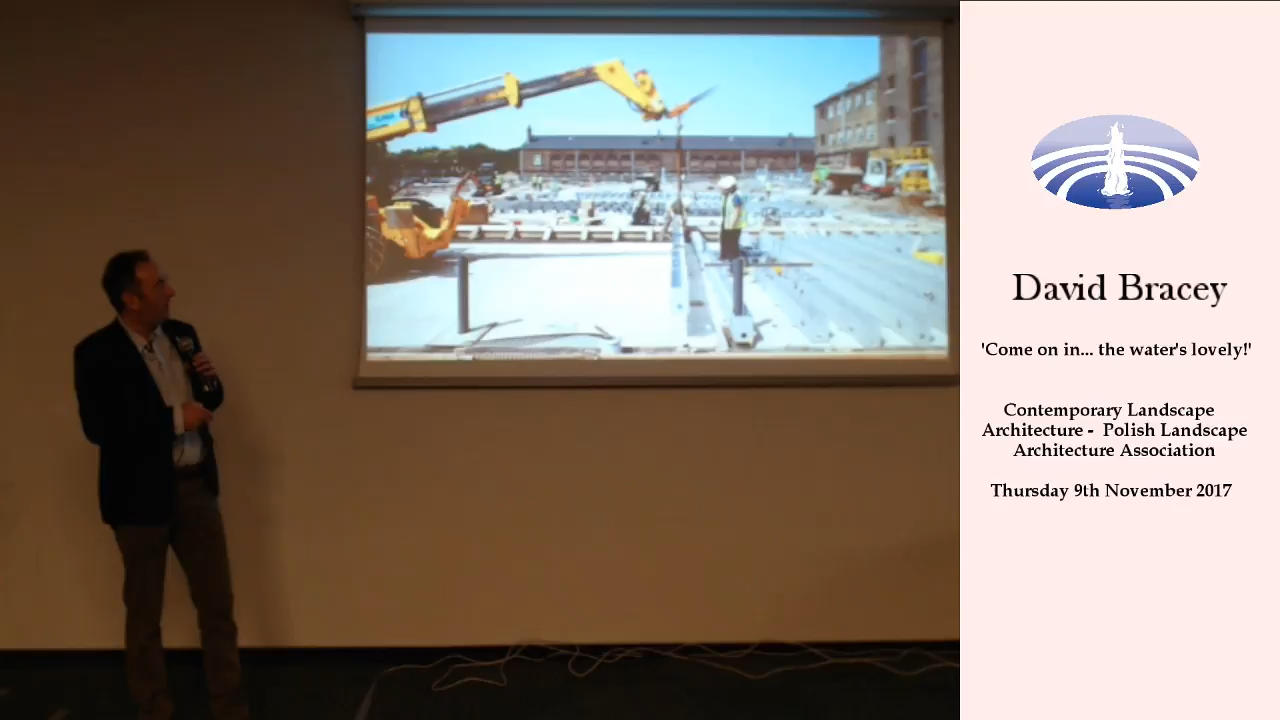 David Bracey
'Come on in... the water's lovely!'
Contemporary Landscape
Architecture - Polish Landscape
Architecture Association
Thursday 9th November 2017